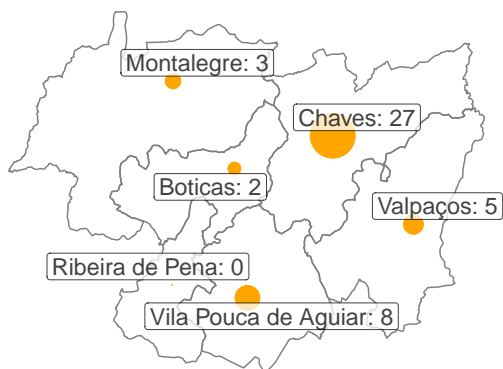 Montalegre: 3
Chaves: 27
Boticas: 2
Valpaços: 5
Ribeira de Pena: 0
Vila Pouca de Aguiar: 8